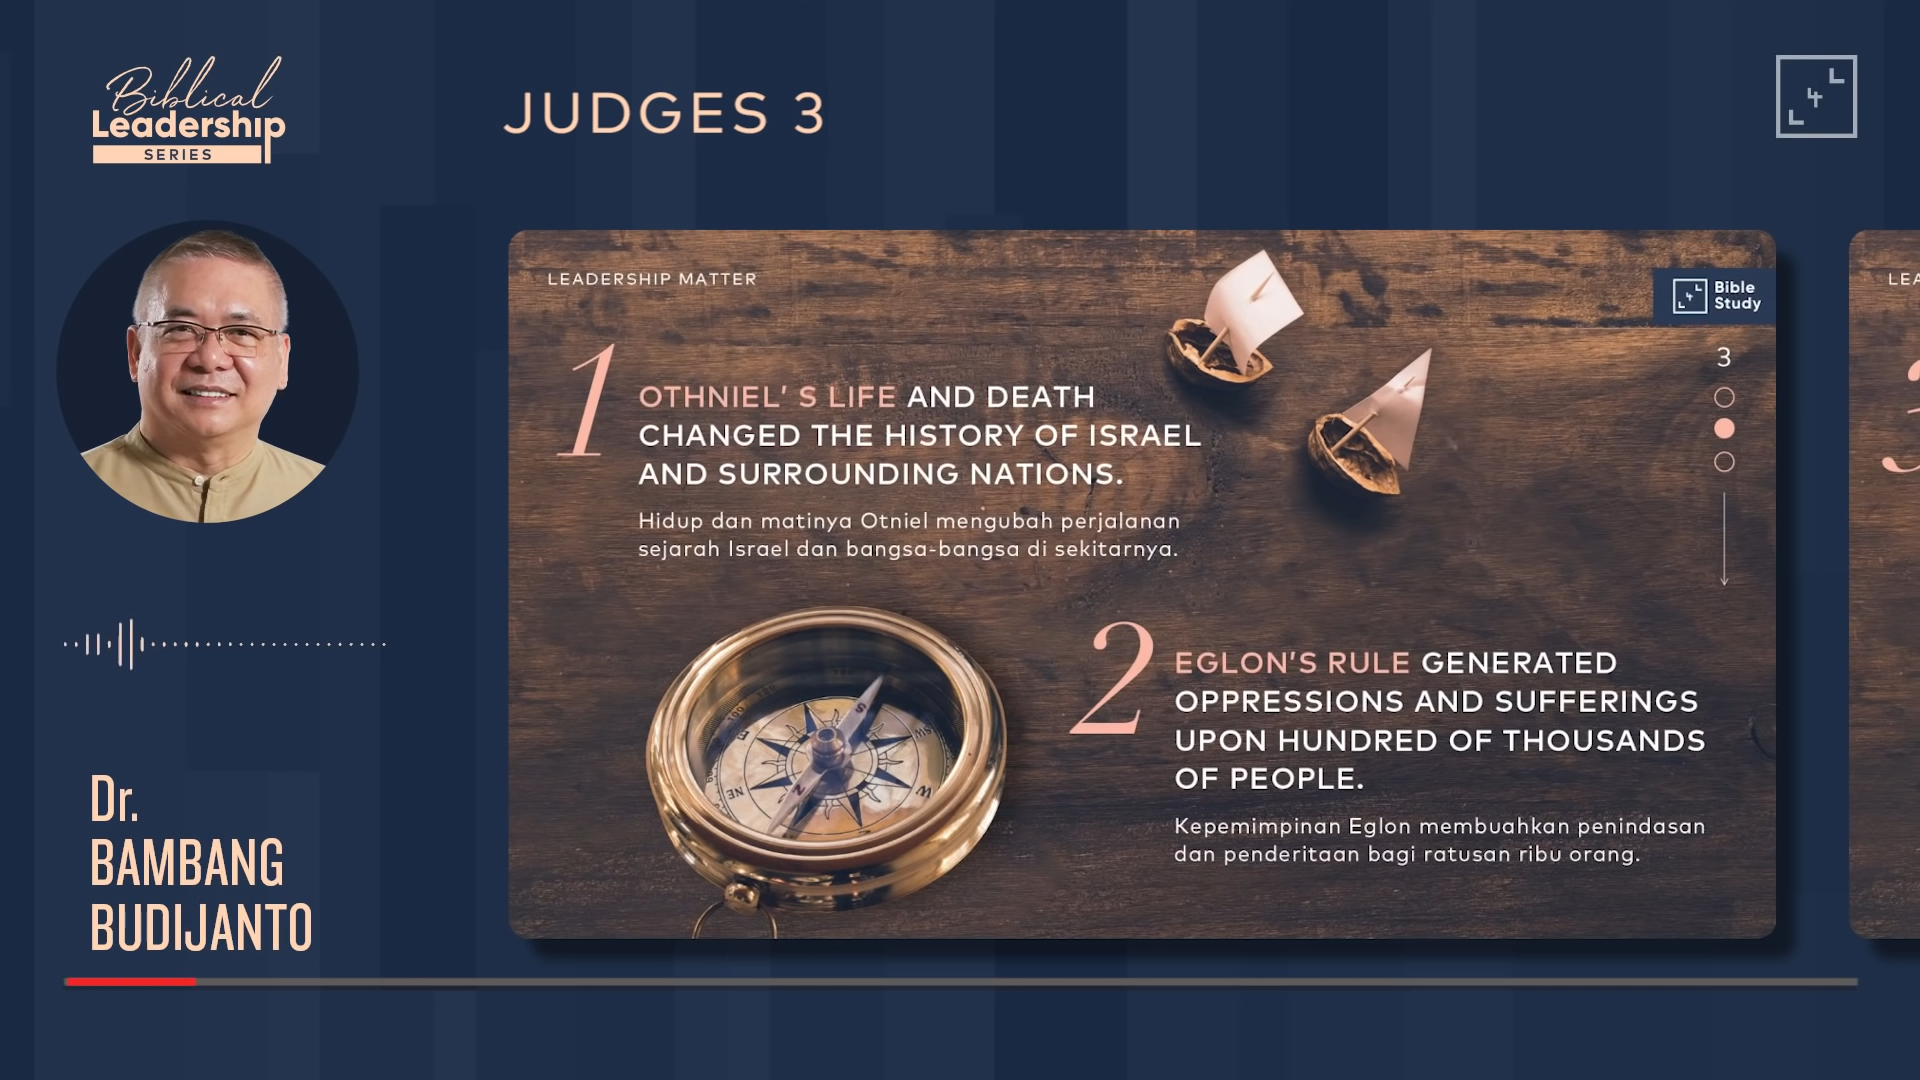 Biblical
Leadership
SERIES
JUDGES 3
LEADERSHIP MATTER
Bible
Study
3
1
OTHNIEL' S LIFE AND DEATH
CHANGED THE HISTORY OF ISRAEL
AND SURROUNDING NATIONS.
Hidup dan matinya Otniel mengubah perjalanan
sejarah Israel dan bangsa-bangsa di sekitarnya.
2
EGLON'S RULE GENERATED
OPPRESSIONS AND SUFFERINGS
UPON HUNDRED OF THOUSANDS
OF PEOPLE.
Kepemimpinan Eglon membuahkan penindasan
dan penderitaan bagi ratusan ribu orang.
S
SW
W
N
NE
E
LEA
Dr.
BAMBANG
BUDIJANTO